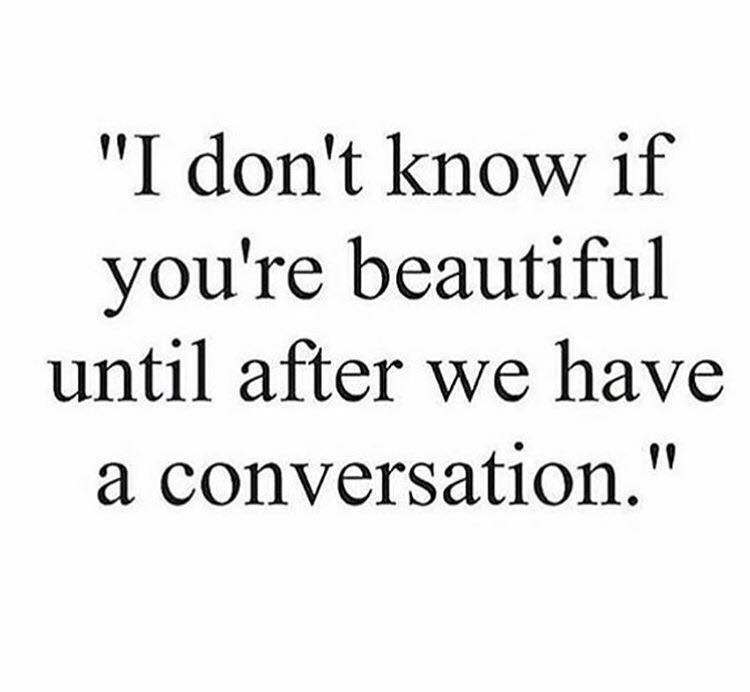 "I don't know if
you're beautiful
until after we have
a conversation."